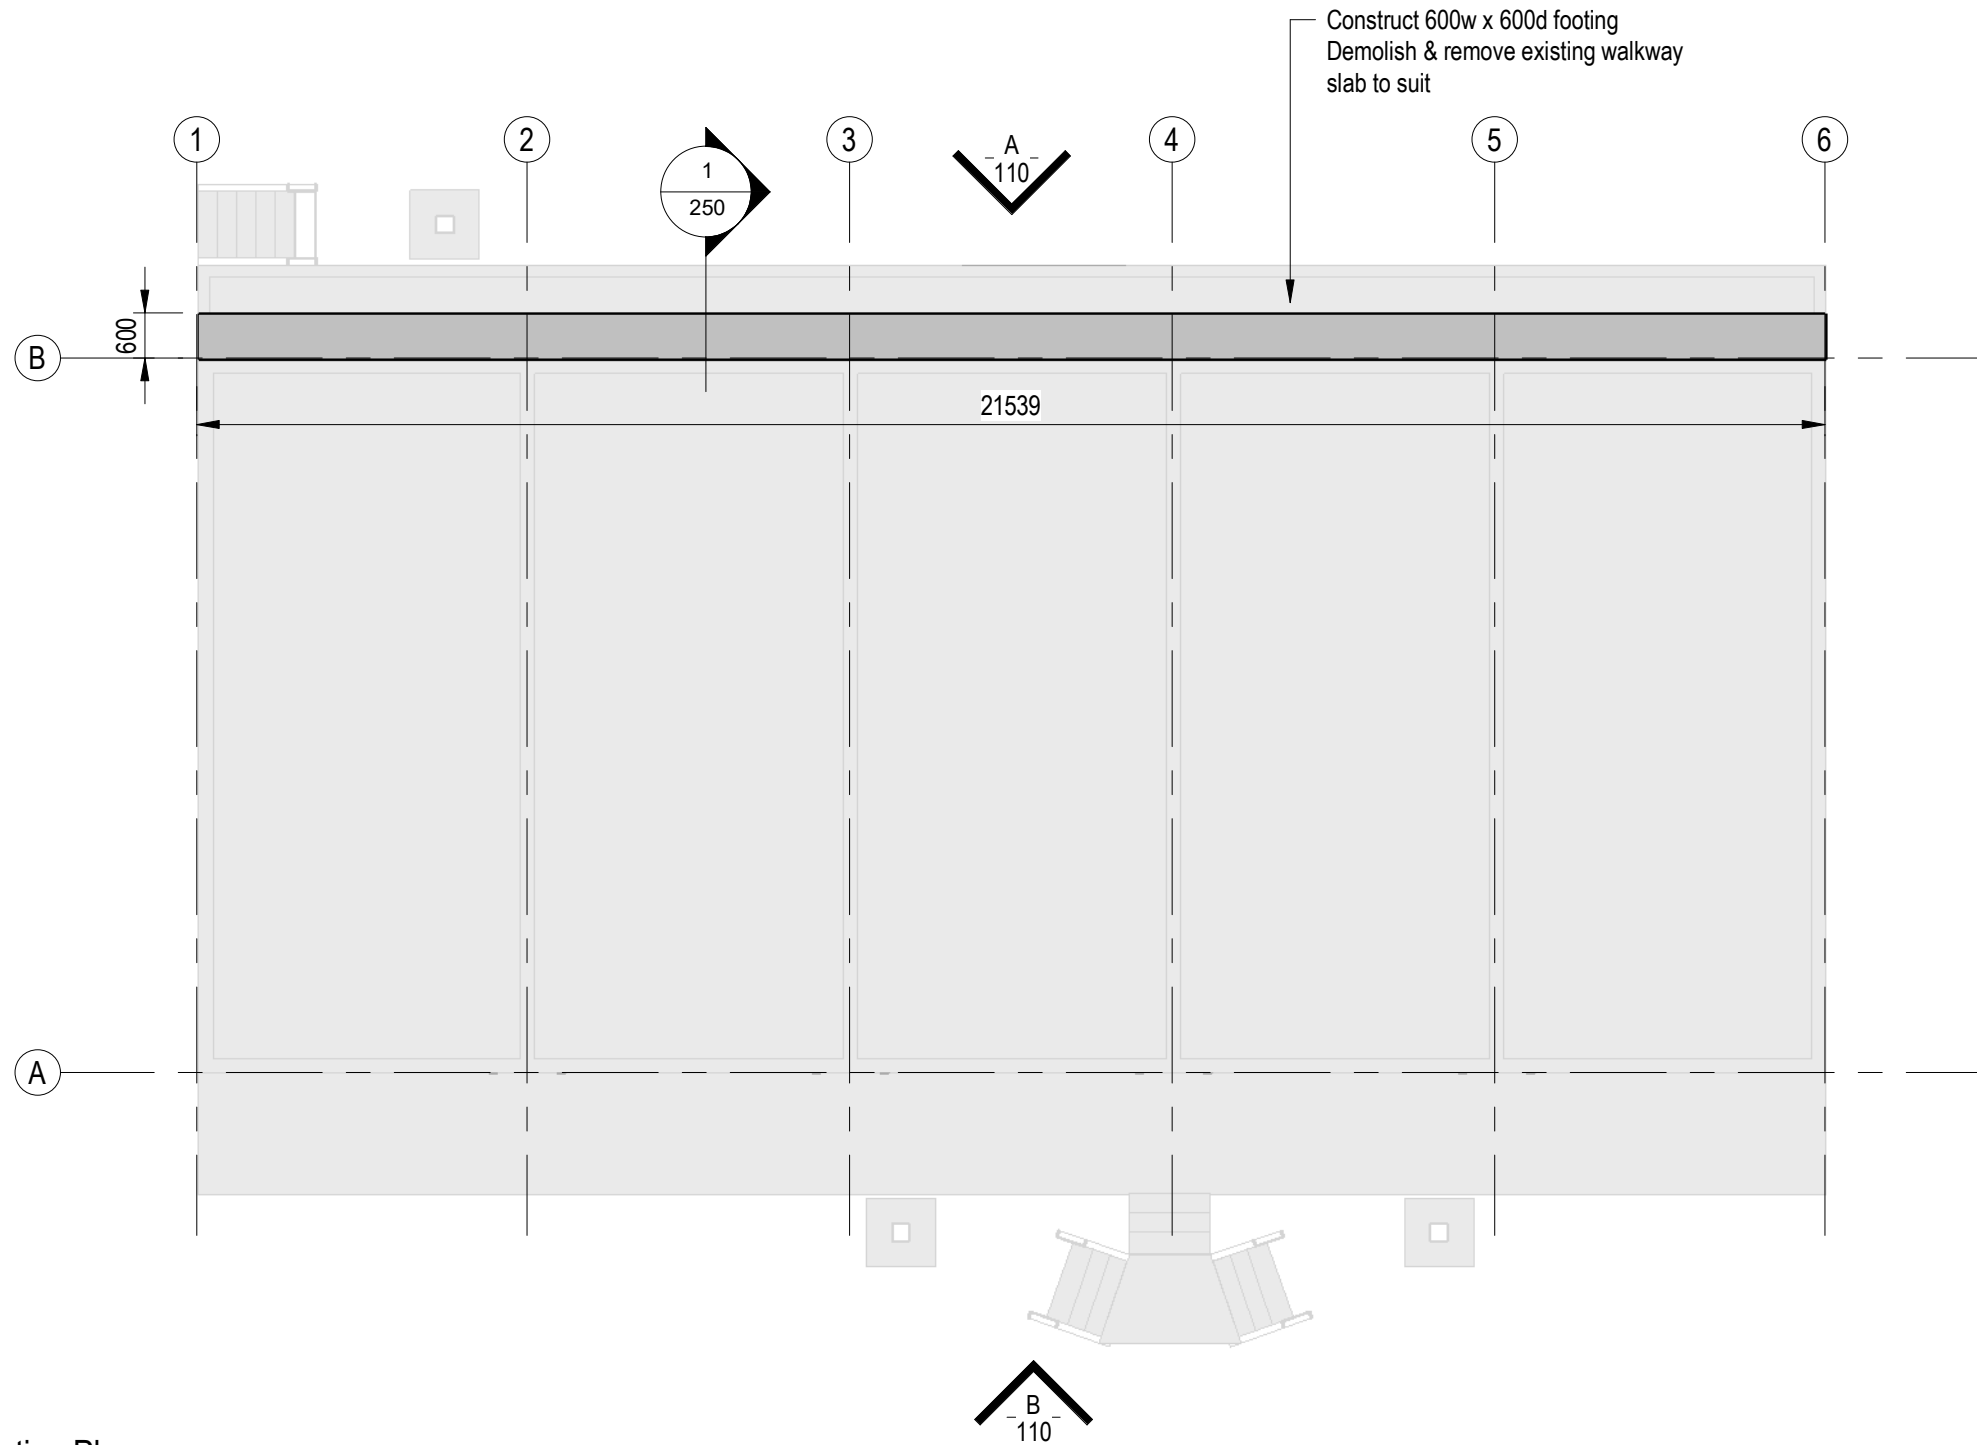 Construct 600w x 600d footing
Demolish & remove existing walkway
slab to suit
1
2
3
4
5
6
1
250
A
110
600
B
21539
A
B
110